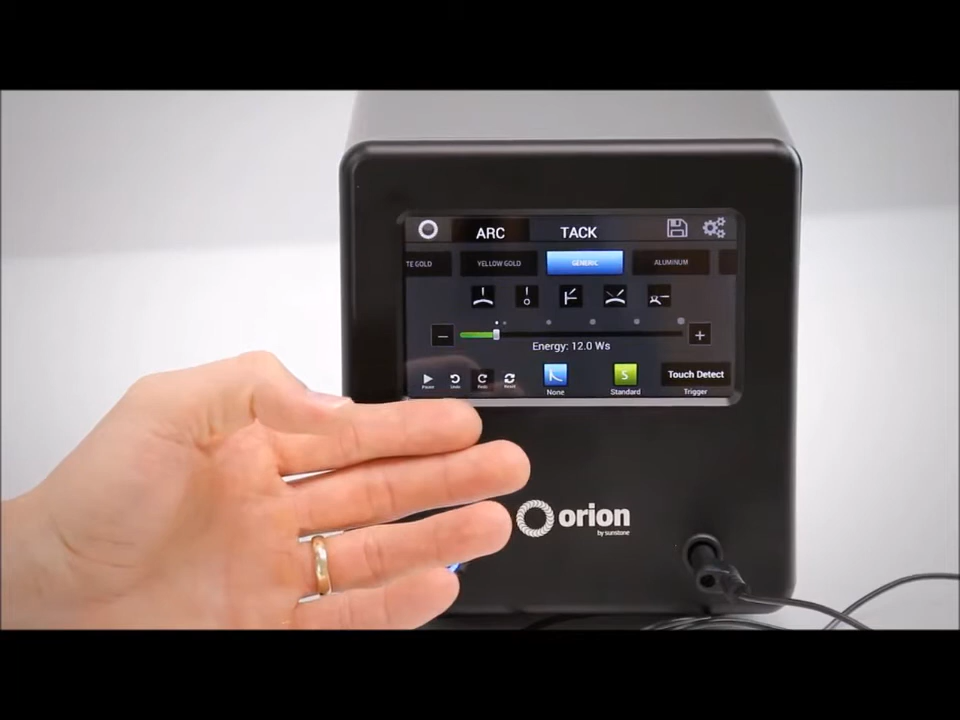 ARC TACK
TE GOLD YELLOW GOLD GENERIC ALUMINUM
Energy: 12.0 Ws
Pause Undo Redo Reset None S Standard Touch Detect Trigger
orion
by sunstone